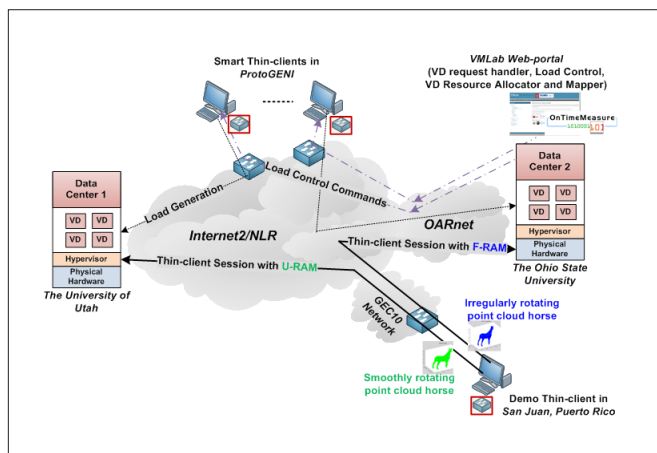 Smart Thin-clients in
ProtoGENI
VMLab Web-portal
(VD request handler, Load Control,
VD Resource Allocator and Mapper)
OnTimeMeasure
Data
Center 1
VD VD
VD VD
Hypervisor
Physical
Hardware
The University of
Utah
Load Generation
Load Control Commands
Internet2/NLR
OARnet
Thin-client Session with F-RAM
Thin-client Session with U-RAM
Data
Center 2
VD VD
VD VD
Hypervisor
Physical
Hardware
The Ohio State
University
GEC10
Network
Irregularly rotating
point cloud horse
Smoothly rotating
point cloud horse
Demo Thin-client in
San Juan, Puerto Rico